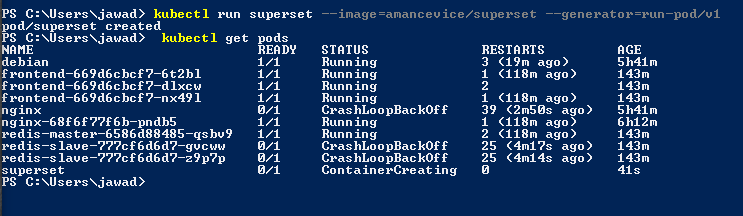 PS C:\Users\jawad> kubectl run superset --image=amancevice/superset --generator=run-pod/v1
pod/superset created
PS C:\Users\jawad>  kubectl get pods
NAME READY STATUS RESTARTS AGE
debian 1/1 Running 3 (19m ago) 5h41m
frontend-669d6cbcf7-6t2bl 1/1 Running 1 (118m ago) 143m
frontend-669d6cbcf7-dlxcw 1/1 Running 2 143m
frontend-669d6cbcf7-nx49l 1/1 Running 1 (118m ago) 143m
nginx 0/1 CrashLoopBackOff 39 (2m50s ago) 5h41m
nginx-68f6f77f6b-pndb5 1/1 Running 1 (118m ago) 6h12m
redis-master-6586d88485-qsbv9 1/1 Running 2 (118m ago) 143m
redis-slave-777cf6d6d7-gvcww 0/1 CrashLoopBackOff 25 (4m17s ago) 143m
redis-slave-777cf6d6d7-z9p7p 0/1 CrashLoopBackOff 25 (4m14s ago) 143m
superset 0/1 ContainerCreating 0 41s
PS C:\Users\jawad>